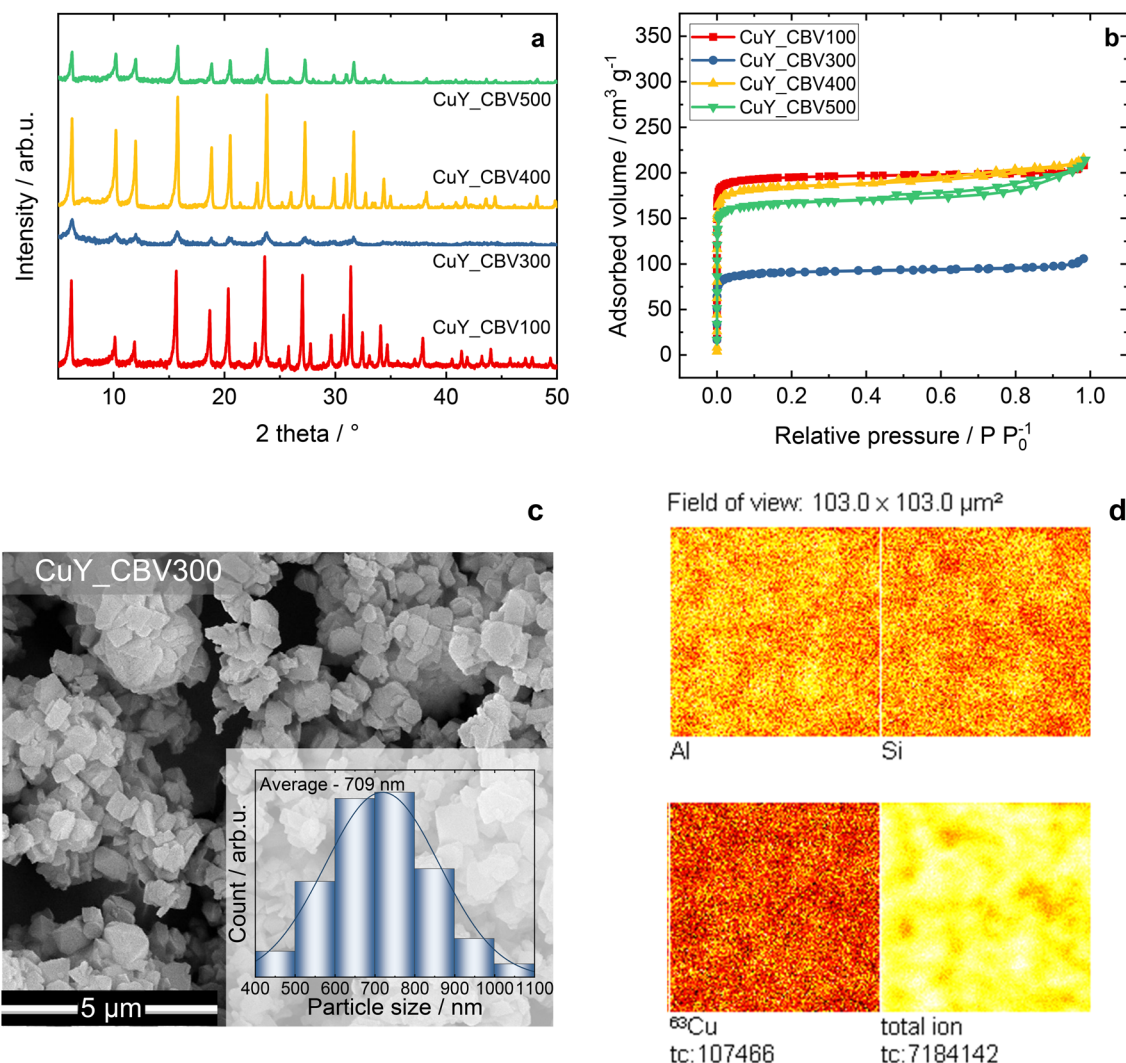 a
CuY_CBV500
CuY_CBV400
CuY_CBV300
CuY_CBV100
Intensity / arb.u.
10 20 30 40 50
2 theta / °
b
CuY_CBV100
CuY_CBV300
CuY_CBV400
CuY_CBV500
Adsorbed volume / cm³ g⁻¹
350
300
250
200
150
100
50
0
0.0 0.2 0.4 0.6 0.8 1.0
Relative pressure / P P₀⁻¹
c
CuY_CBV300
Average - 709 nm
Count / arb.u.
400 500 600 700 800 900 1000 1100
Particle size / nm
5 µm
d
Field of view: 103.0 x 103.0 µm²
Al Si
⁶³Cu total ion
tc:107466 tc:7184142